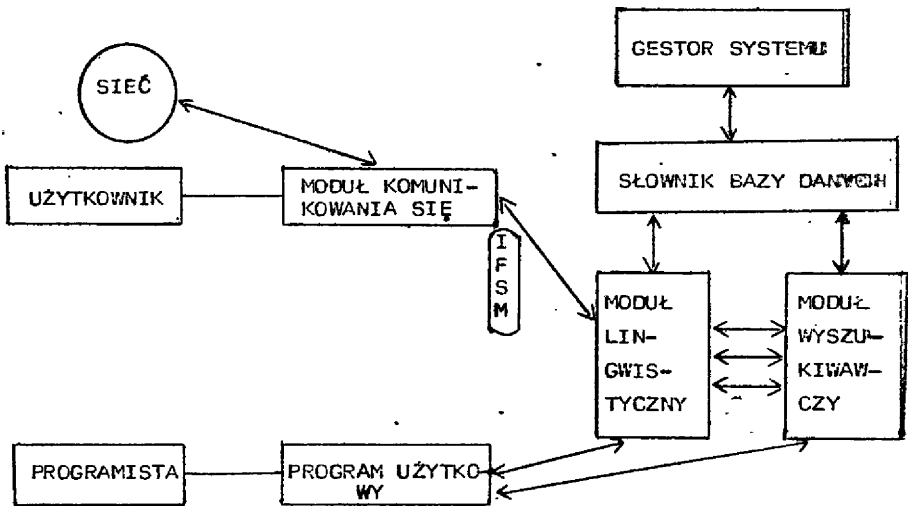 GESTOR SYSTEMU
SIEĆ
SŁOWNIK BAZY DANYCH
UŻYTKOWNIK
MODUŁ KOMUNI-
KOWANIA SIĘ
I
F
S
M
MODUŁ
LIN-
GWIS-
TYCZNY
MODUŁ
WYSZU-
KIWAW-
CZY
PROGRAMISTA
PROGRAM UŻYTKO
WY